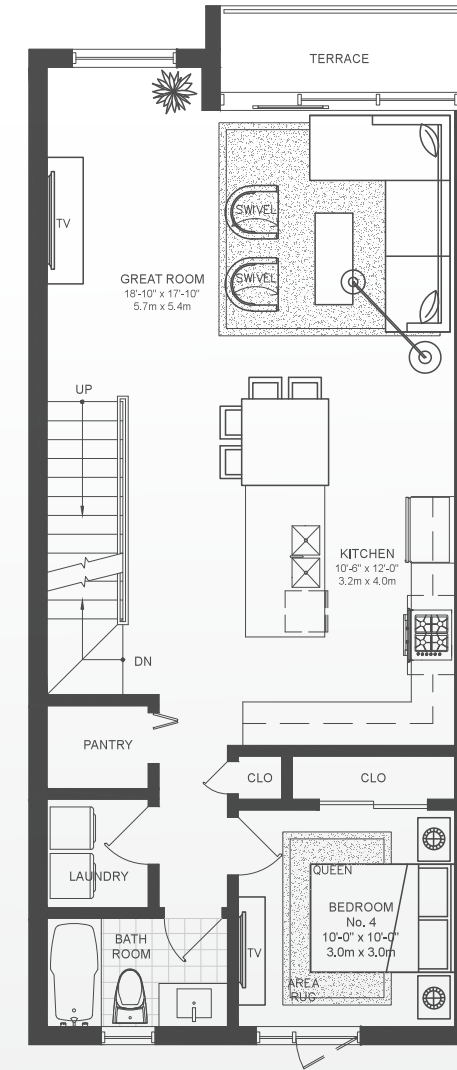 TERRACE
SWIVEL
TV
SWIVEL
GREAT ROOM
18'-10" x 17'-10"
5.7m x 5.4m
UP
KITCHEN
10'-6" x 12'-0"
3.2m x 4.0m
DN
PANTRY
CLO
CLO
LAUNDRY
QUEEN
BEDROOM
No. 4
10'-0" x 10'-0"
3.0m x 3.0m
BATH
ROOM
TV
AREA
RUG